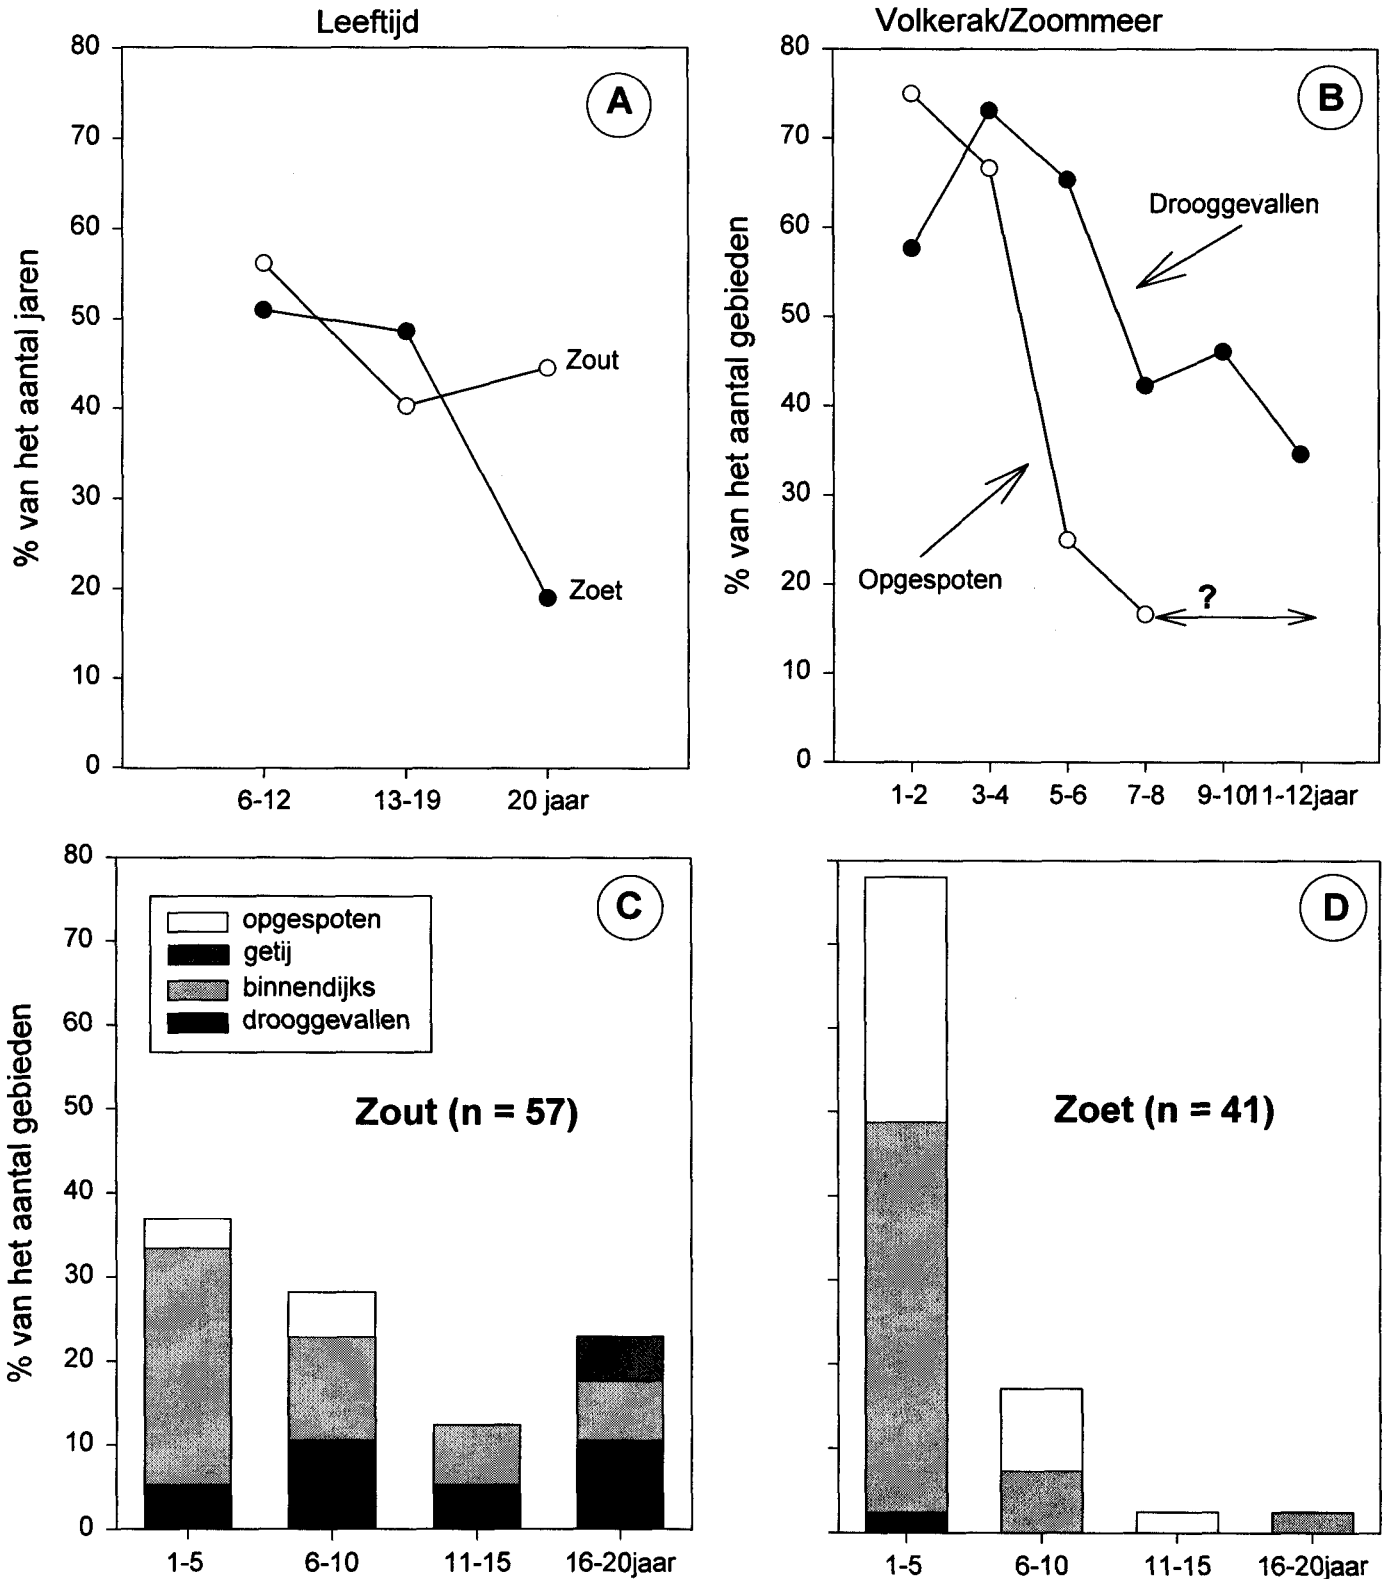 Leeftijd
A
% van het aantal jaren
80
70
60
50
40
30
20
10
0
Zout
Zoet
6-12 13-19 20 jaar
Volkerak/Zoommeer
B
% van het aantal gebieden
80
70
60
50
40
30
20
10
0
Drooggevallen
Opgespoten
?
1-2 3-4 5-6 7-8 9-10 11-12jaar
C
% van het aantal gebieden
80
70
60
50
40
30
20
10
0
opgespoten
getij
binnendijks
drooggevallen
Zout (n = 57)
1-5 6-10 11-15 16-20jaar
D
Zoet (n = 41)
1-5 6-10 11-15 16-20jaar